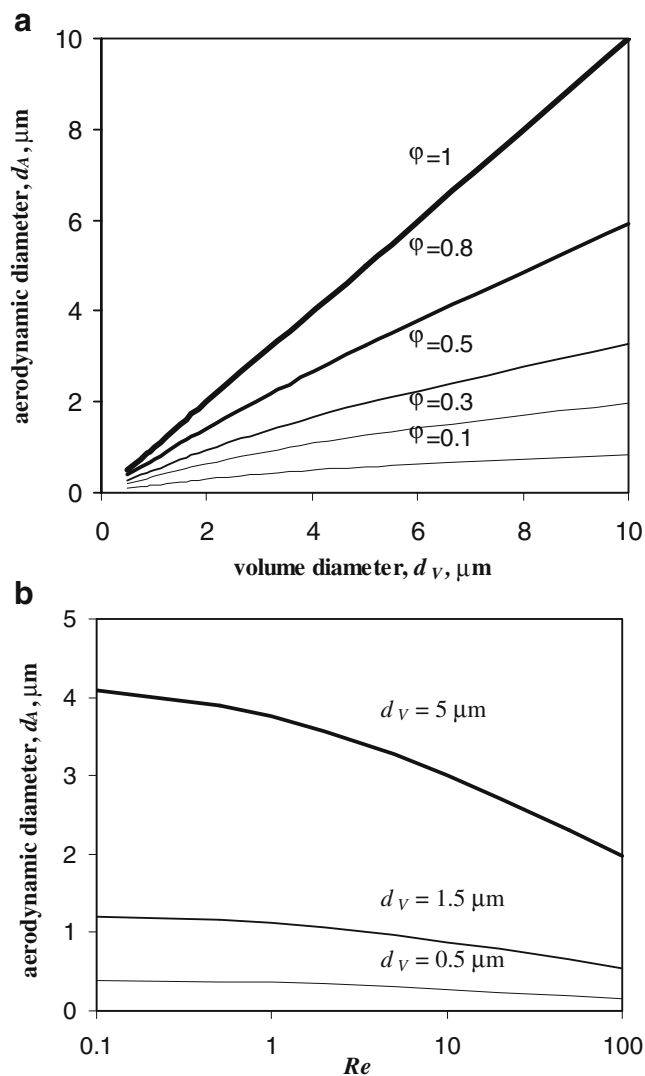 a
10
8
6
4
2
0
aerodynamic diameter, dA, μm
φ=1
φ=0.8
φ=0.5
φ=0.3
φ=0.1
0 2 4 6 8 10
volume diameter, dV, μm
b
5
4
3
2
1
0
aerodynamic diameter, dA, μm
dV = 5 μm
dV = 1.5 μm
dV = 0.5 μm
0.1 1 10 100
Re